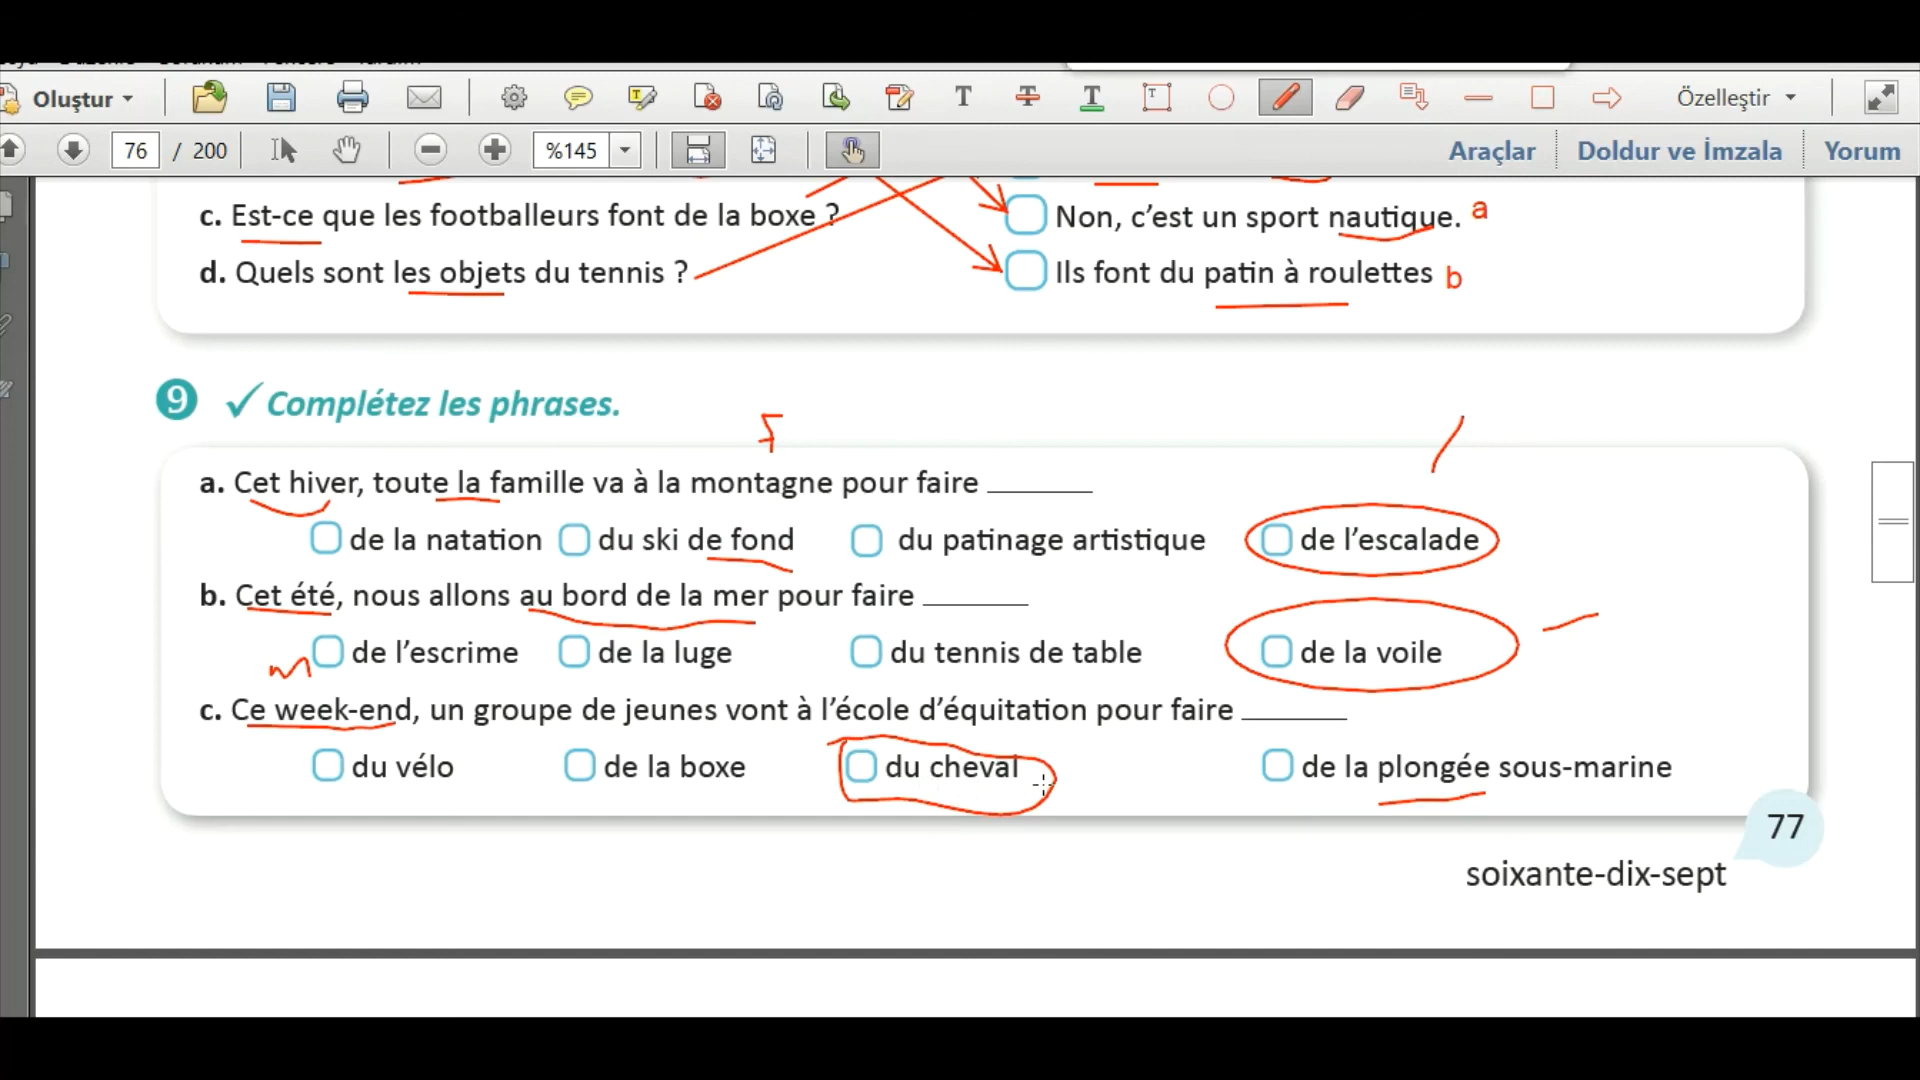 Oluştur
Özelleştir
76 / 200
%145
Araçlar
Doldur ve İmzala
Yorum
c. Est-ce que les footballeurs font de la boxe ?
Non, c’est un sport nautique. a
d. Quels sont les objets du tennis ?
Ils font du patin à roulettes b
9 ✓ Complétez les phrases.
a. Cet hiver, toute la famille va à la montagne pour faire ________
de la natation du ski de fond du patinage artistique de l’escalade
b. Cet été, nous allons au bord de la mer pour faire ________
de l’escrime de la luge du tennis de table de la voile
c. Ce week-end, un groupe de jeunes vont à l’école d’équitation pour faire ________
du vélo de la boxe du cheval de la plongée sous-marine
77
soixante-dix-sept